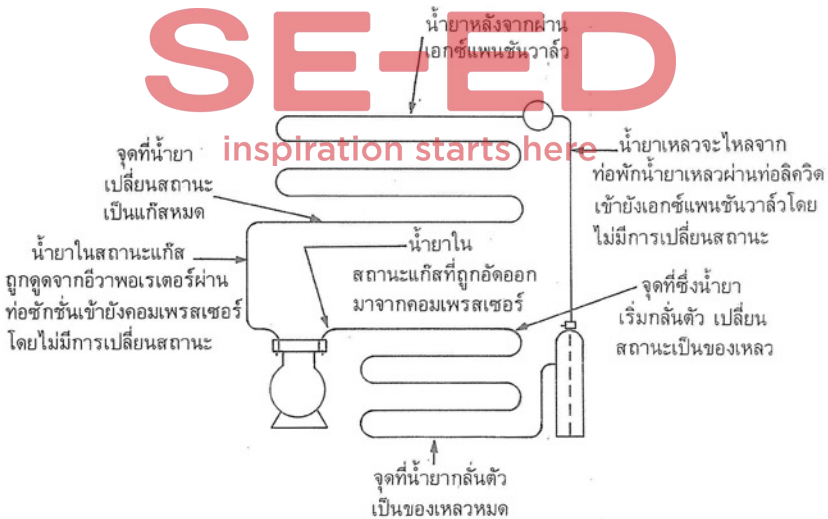 น้ำยาหลังจากผ่าน
เอกซ์แพนชันวาล์ว
SE-ED
inspiration starts here
จุดที่น้ำยา
เปลี่ยนสถานะ
เป็นแก๊สหมด
น้ำยาเหลวจะไหลจาก
ท่อพักน้ำยาเหลวผ่านท่อลิควิด
เข้ายังเอกซ์แพนชันวาล์วโดย
ไม่มีการเปลี่ยนสถานะ
น้ำยาในสถานะแก๊ส
ถูกดูดจากอีวาพอเรเตอร์ผ่าน
ท่อซักชั่นเข้ายังคอมเพรสเซอร์
โดยไม่มีการเปลี่ยนสถานะ
น้ำยาใน
สถานะแก๊สที่ถูกอัดออก
มาจากคอมเพรสเซอร์
จุดที่ซึ่งน้ำยา
เริ่มกลั่นตัว เปลี่ยน
สถานะเป็นของเหลว
จุดที่น้ำยากลั่นตัว
เป็นของเหลวหมด